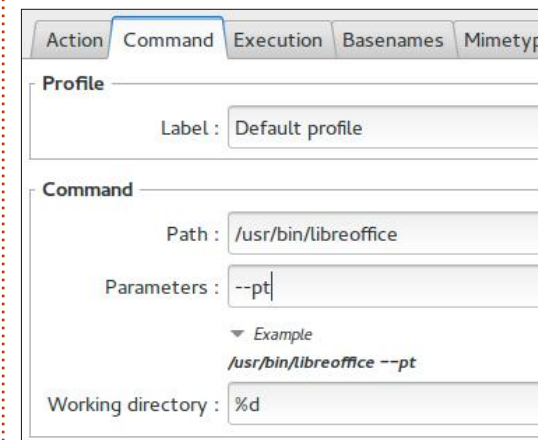 Action Command Execution Basenames Mimetyp
Profile
Label : Default profile
Command
Path : /usr/bin/libreoffice
Parameters : --pt
Example
/usr/bin/libreoffice --pt
Working directory : %d